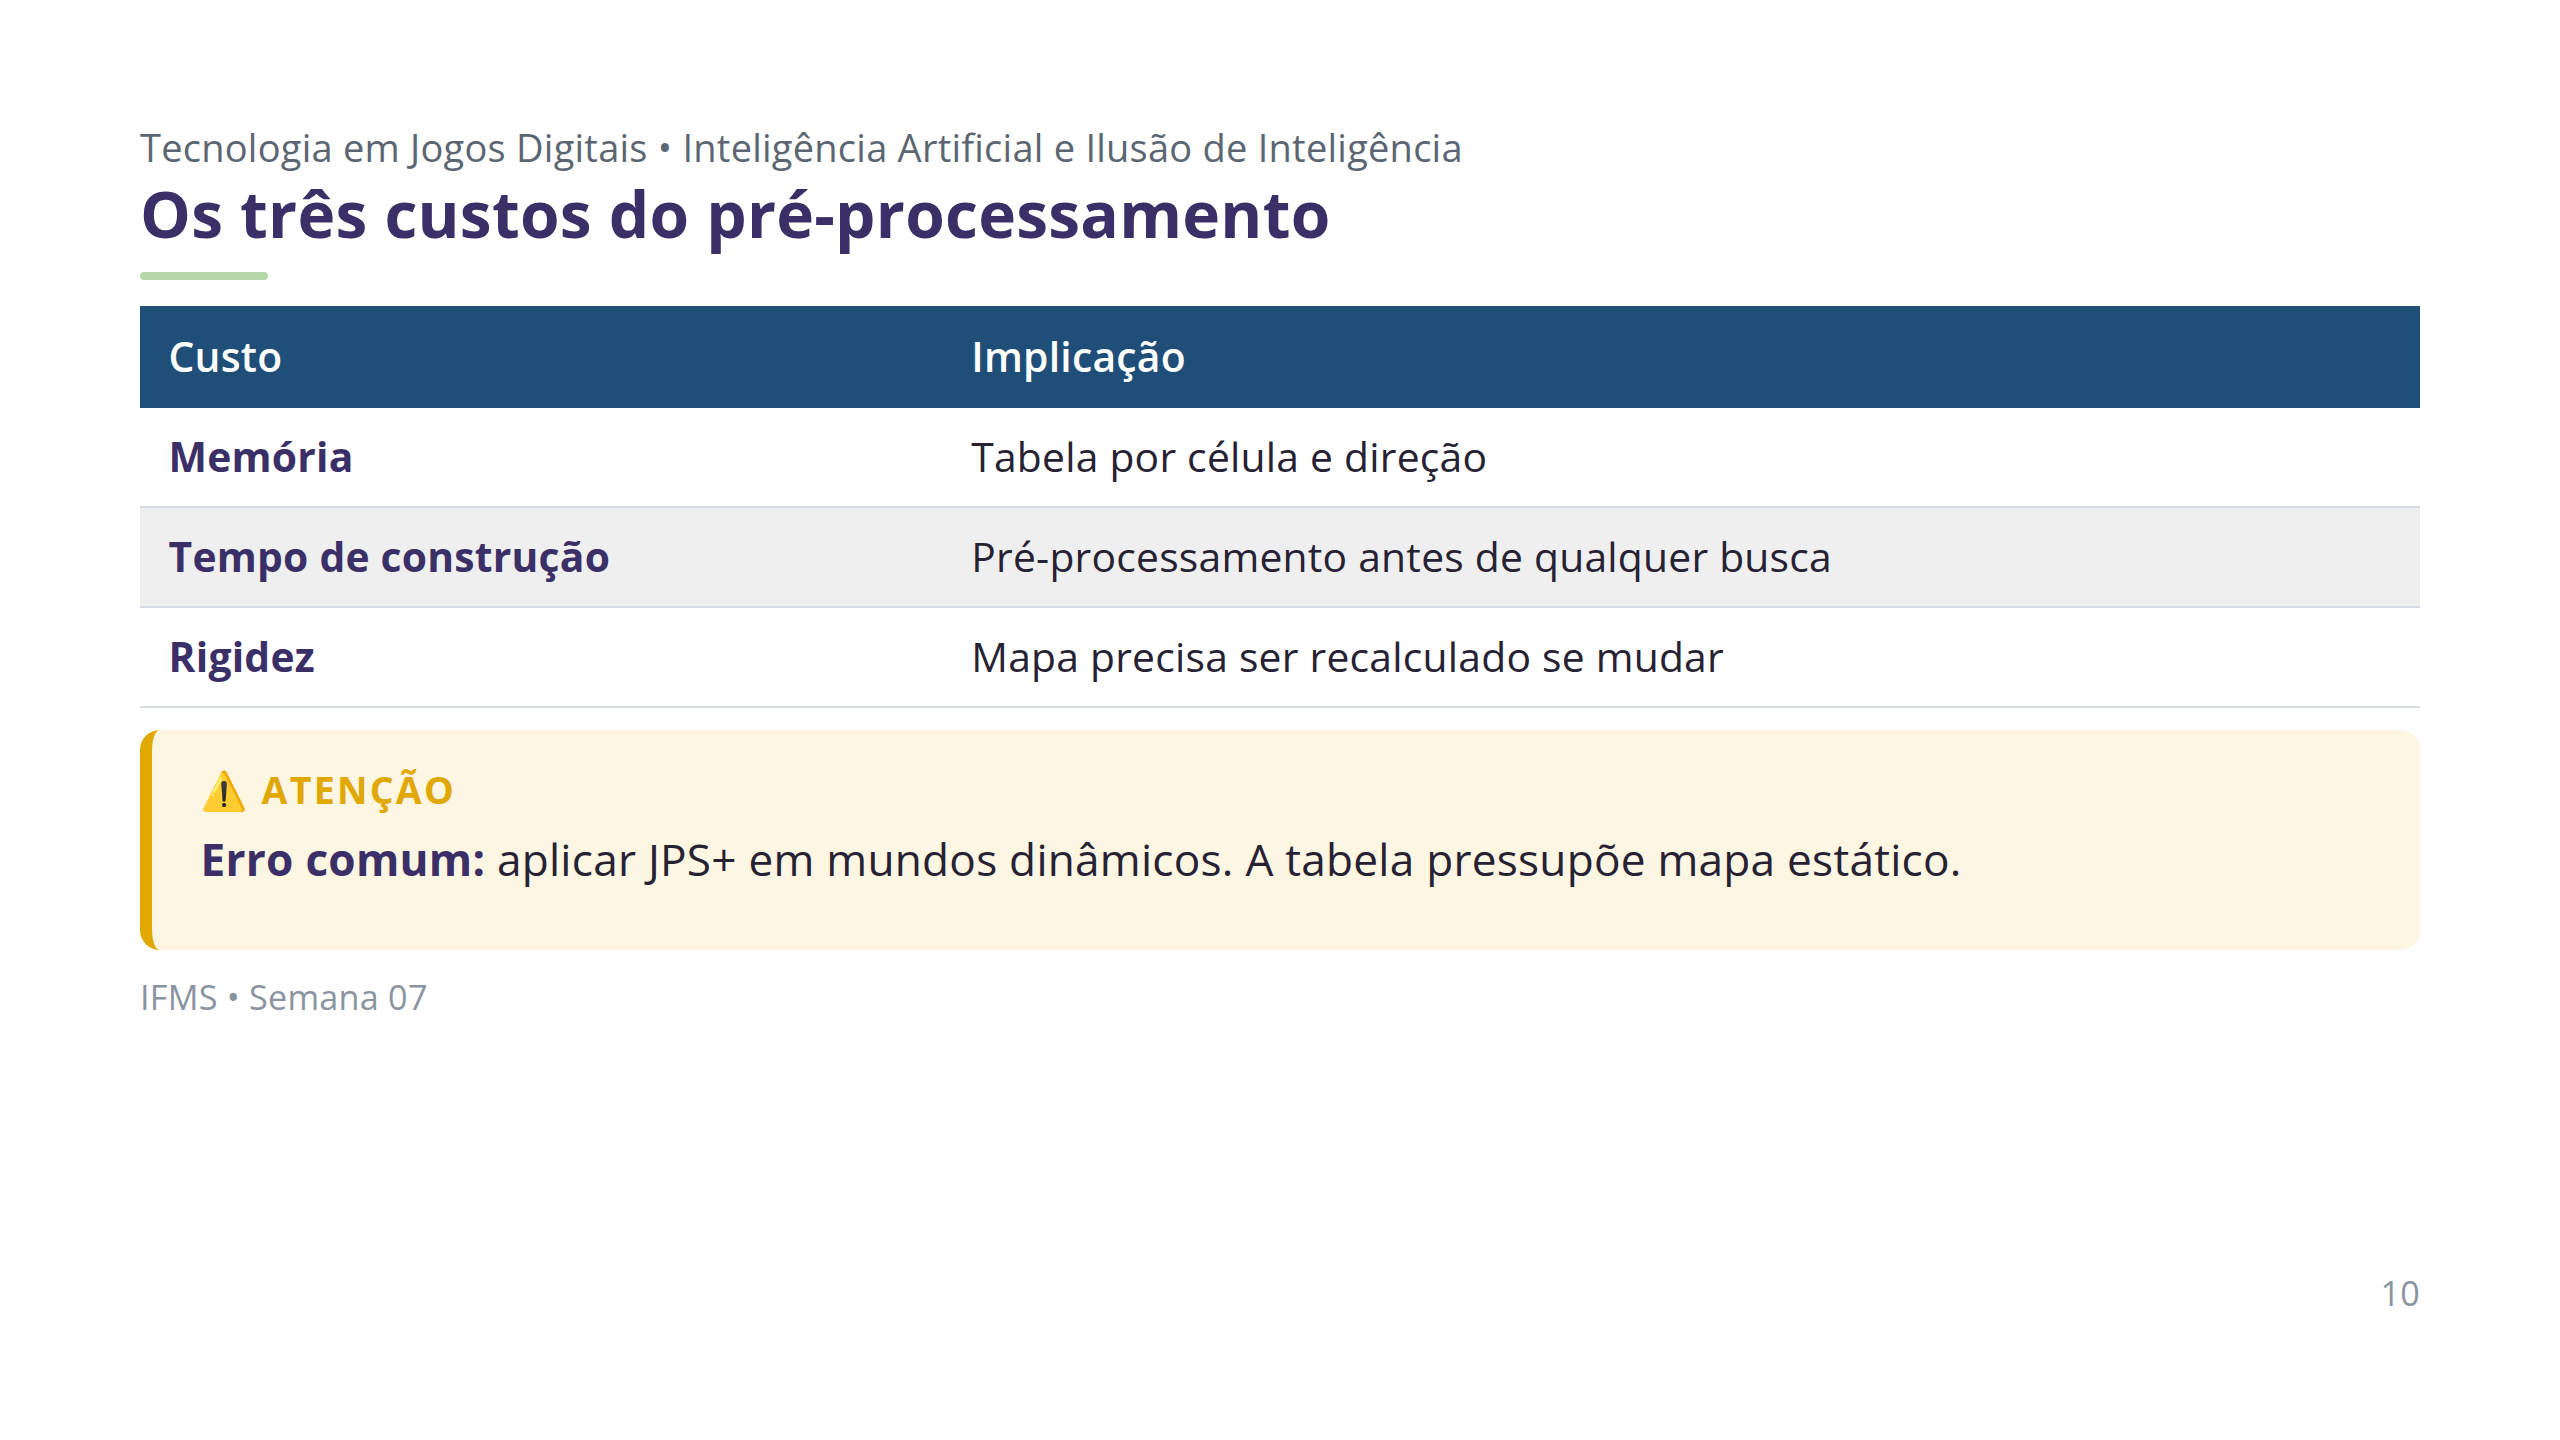 Tecnologia em Jogos Digitais • Inteligência Artificial e Ilusão de Inteligência
Os três custos do pré-processamento
Custo Implicação
Memória Tabela por célula e direção
Tempo de construção Pré-processamento antes de qualquer busca
Rigidez Mapa precisa ser recalculado se mudar
⚠️ ATENÇÃO
Erro comum: aplicar JPS+ em mundos dinâmicos. A tabela pressupõe mapa estático.
IFMS • Semana 07
10